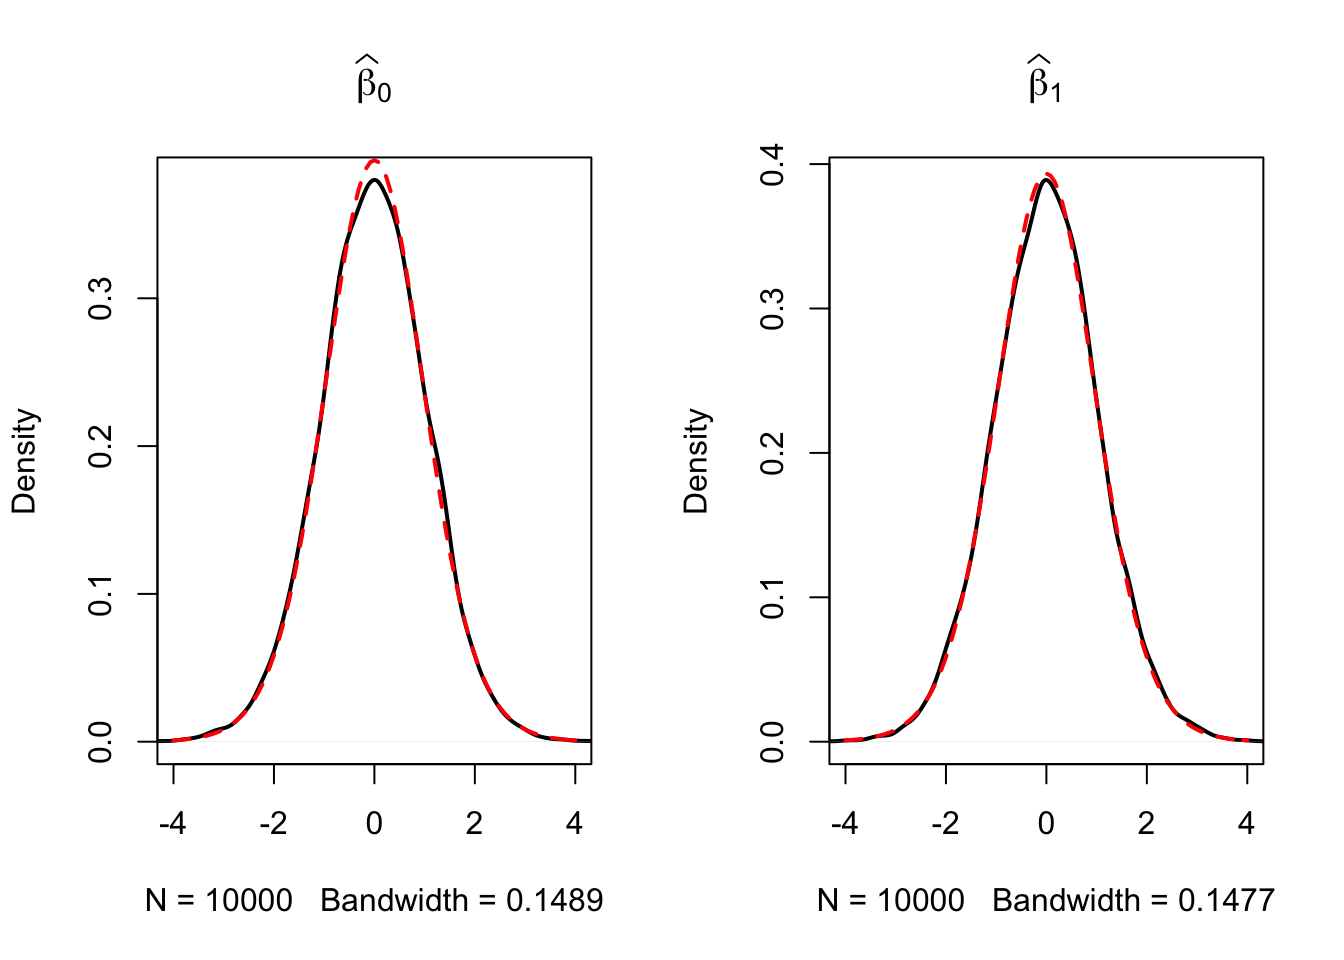 β̂0
Density
0.0 0.1 0.2 0.3
-4 -2 0 2 4
N = 10000 Bandwidth = 0.1489
β̂1
Density
0.0 0.1 0.2 0.3 0.4
-4 -2 0 2 4
N = 10000 Bandwidth = 0.1477